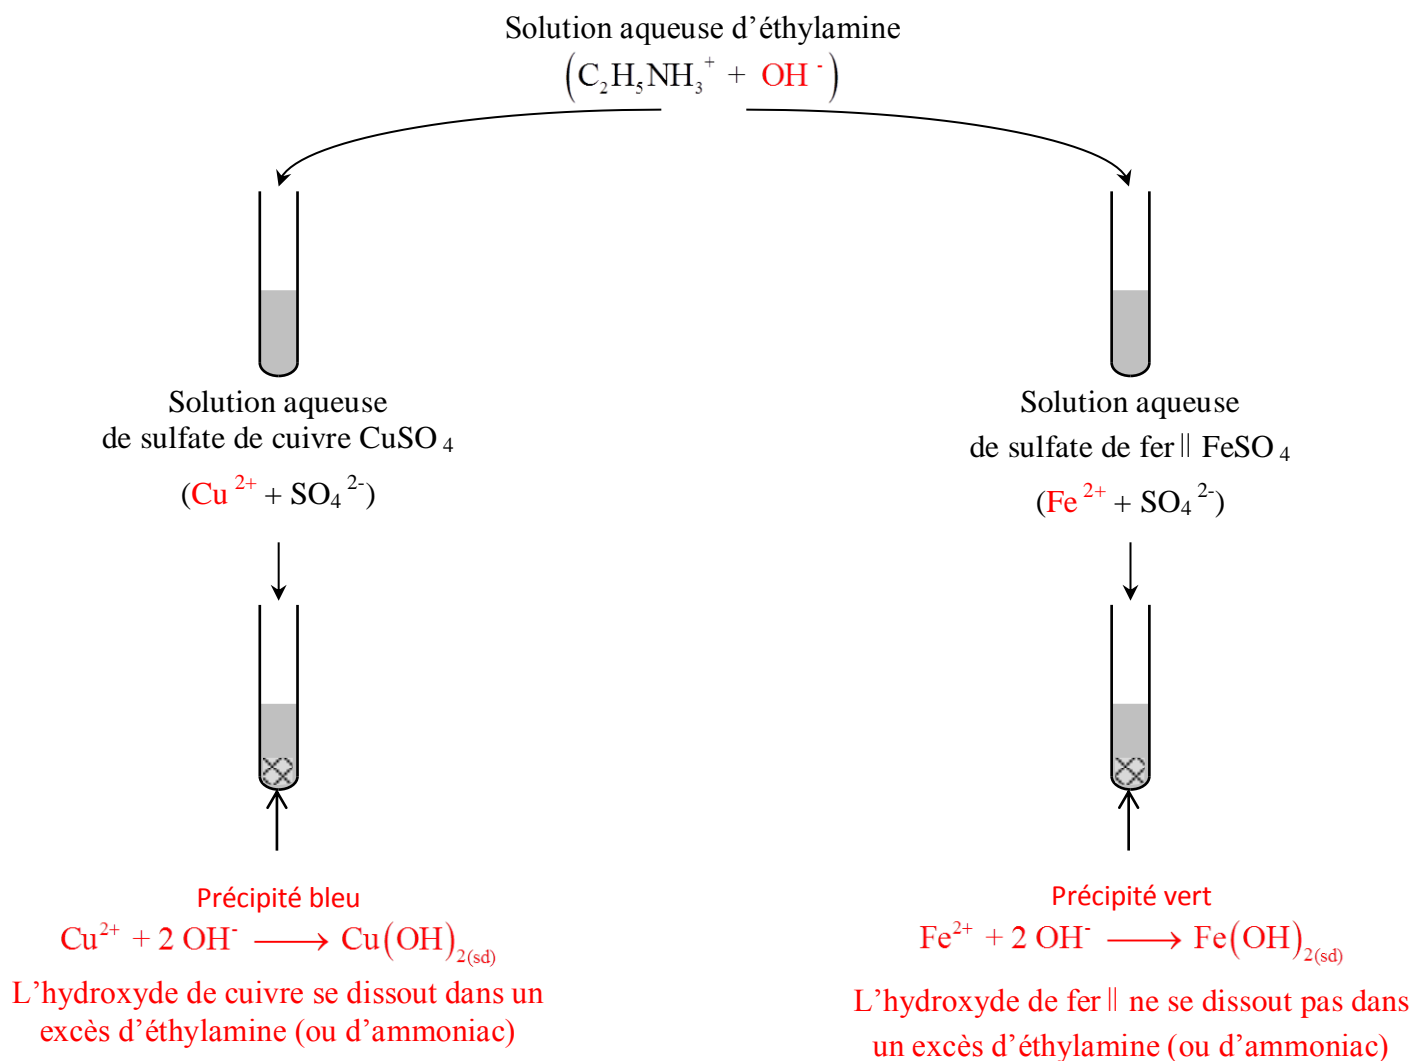 Solution aqueuse d'éthylamine
(C₂H₅NH₃⁺ + OH⁻)
Solution aqueuse
de sulfate de cuivre CuSO₄
(Cu²⁺ + SO₄²⁻)
Solution aqueuse
de sulfate de fer II FeSO₄
(Fe²⁺ + SO₄²⁻)
Précipité bleu
Cu²⁺ + 2 OH⁻ ⟶ Cu(OH)₂(sd)
L'hydroxyde de cuivre se dissout dans un
excès d'éthylamine (ou d'ammoniac)
Précipité vert
Fe²⁺ + 2 OH⁻ ⟶ Fe(OH)₂(sd)
L'hydroxyde de fer II ne se dissout pas dans
un excès d'éthylamine (ou d'ammoniac)